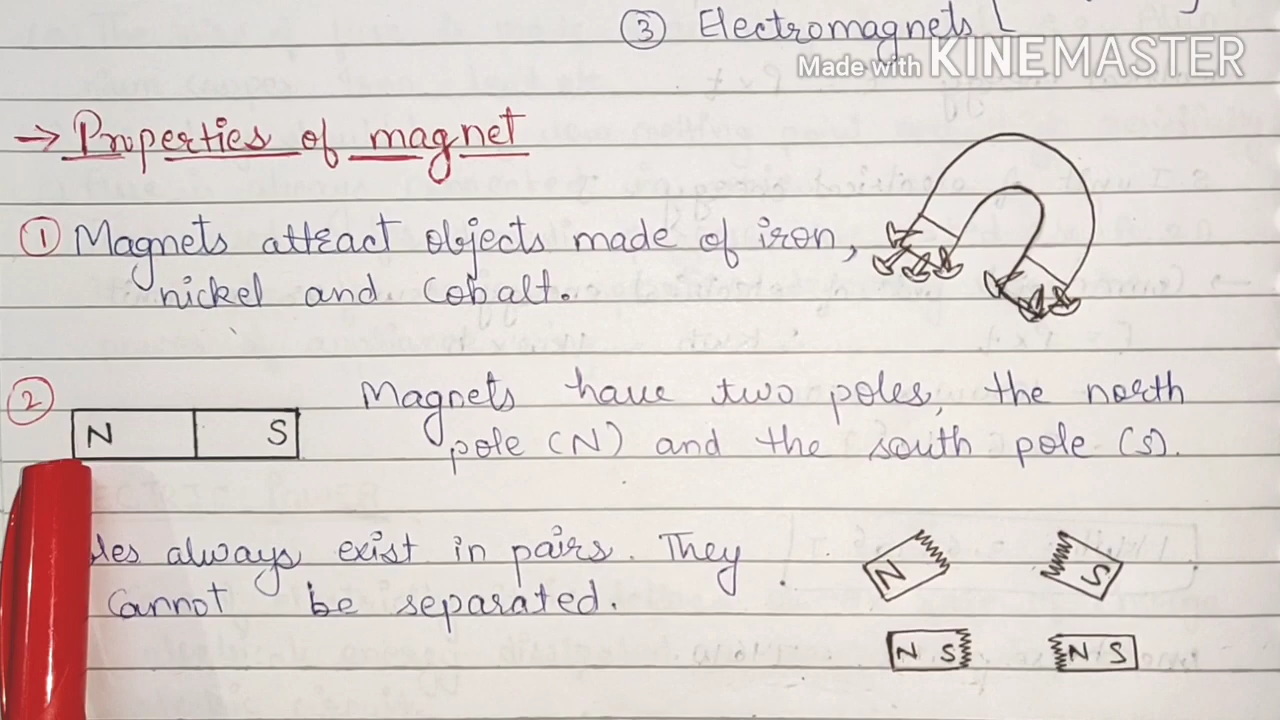 ③ Electromagnets [
Made with KINEMASTER
→ Properties of magnet
① Magnets attract objects made of iron,
nickel and cobalt.
②
N S
Magnets have two poles, the north
pole (N) and the south pole (S).
les always exist in pairs. They
cannot be separated.
N S
N S N S